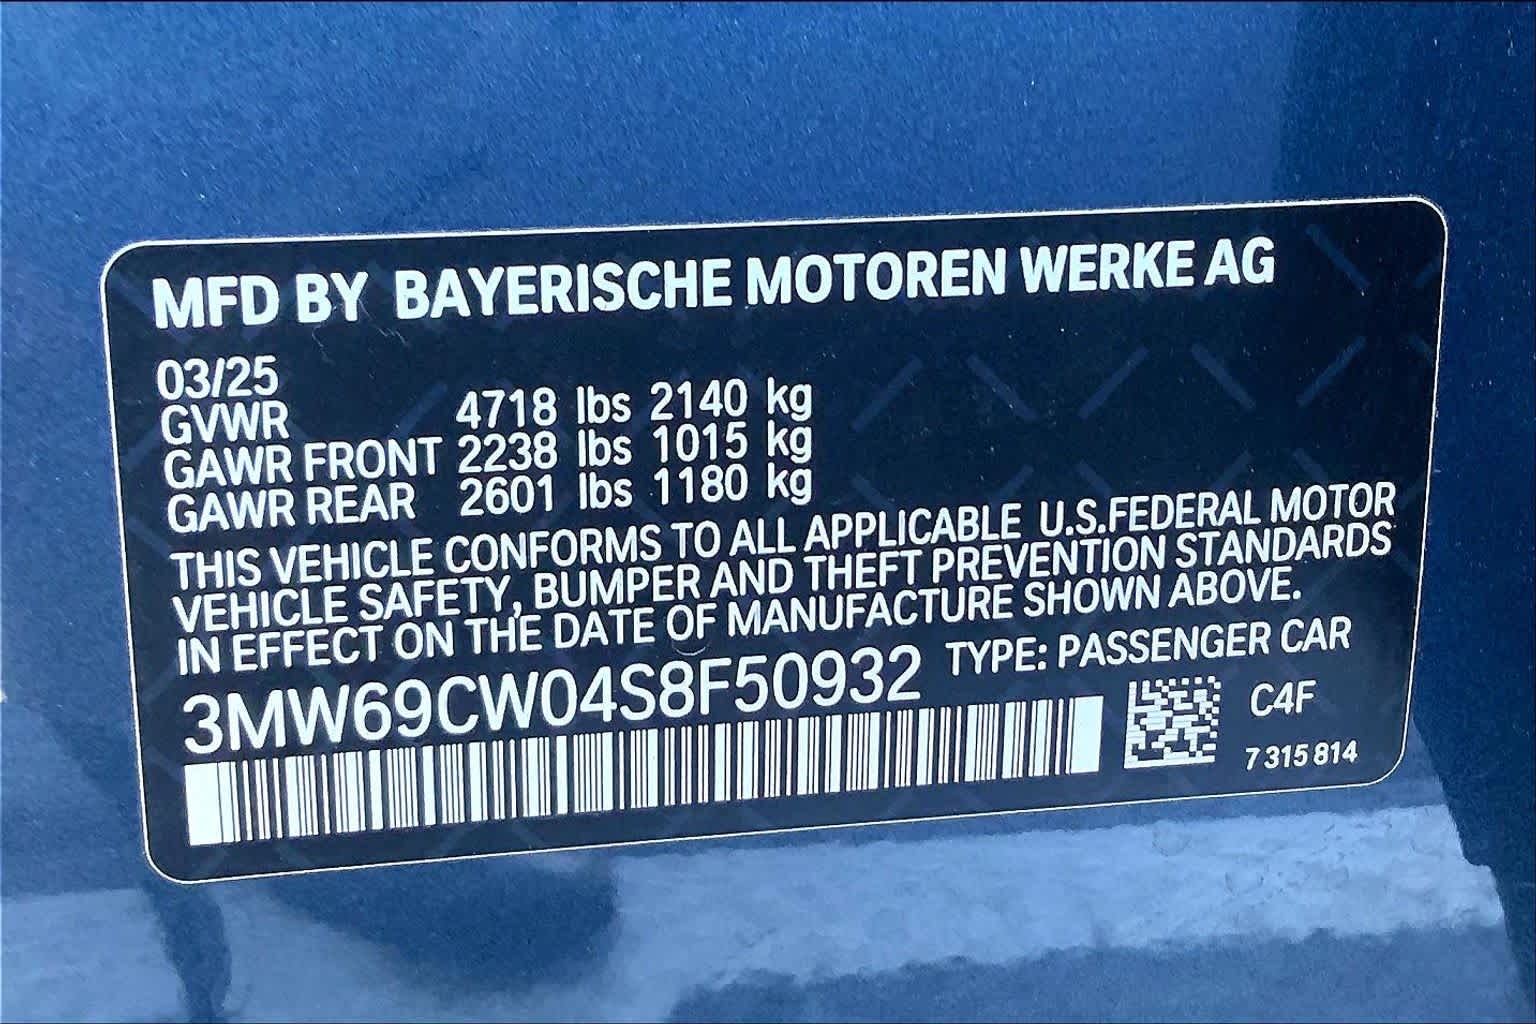 MFD BY BAYERISCHE MOTOREN WERKE AG
03/25
GVWR 4718 lbs 2140 kg
GAWR FRONT 2238 lbs 1015 kg
GAWR REAR 2601 lbs 1180 kg
THIS VEHICLE CONFORMS TO ALL APPLICABLE U.S.FEDERAL MOTOR
VEHICLE SAFETY, BUMPER AND THEFT PREVENTION STANDARDS
IN EFFECT ON THE DATE OF MANUFACTURE SHOWN ABOVE.
3MW69CW04S8F50932 TYPE: PASSENGER CAR
C4F
7 315 814